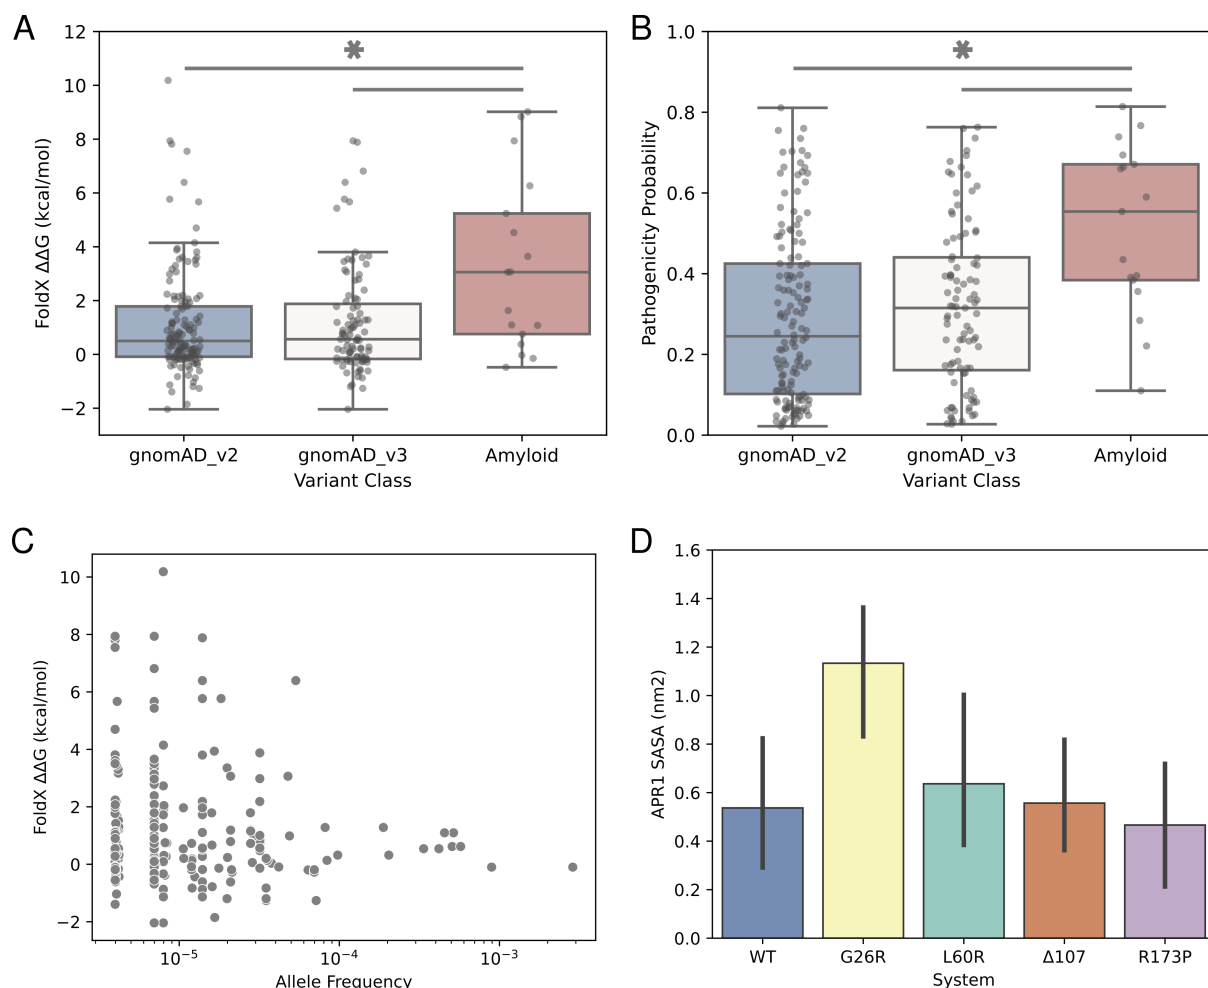 A
12
10
8
6
4
2
0
−2
FoldX ΔΔG (kcal/mol)
*
gnomAD_v2 gnomAD_v3 Amyloid
Variant Class
B
1.0
0.8
0.6
0.4
0.2
0.0
Pathogenicity Probability
*
gnomAD_v2 gnomAD_v3 Amyloid
Variant Class
C
10
8
6
4
2
0
−2
FoldX ΔΔG (kcal/mol)
10⁻⁵ 10⁻⁴ 10⁻³
Allele Frequency
D
1.6
1.4
1.2
1.0
0.8
0.6
0.4
0.2
0.0
APR1 SASA (nm2)
WT G26R L60R Δ107 R173P
System